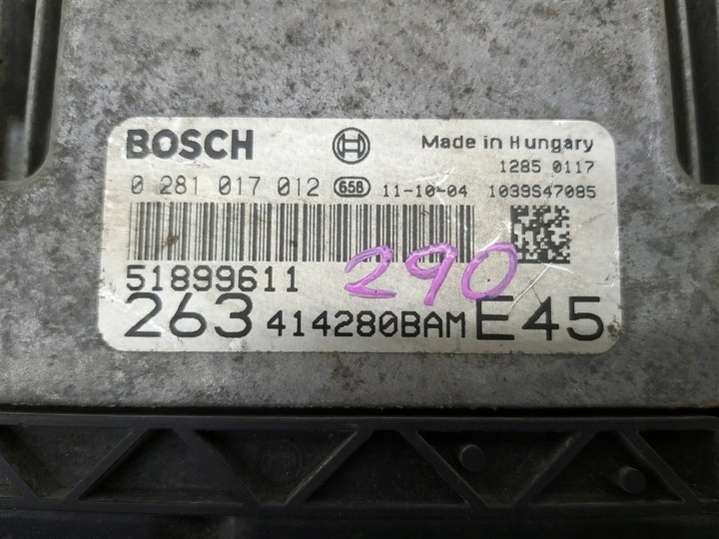 BOSCH
Made in Hungary
1285 0117
0 281 017 012 658 11-10-04 1039S47085
51899611 290
263 414280BAM E45